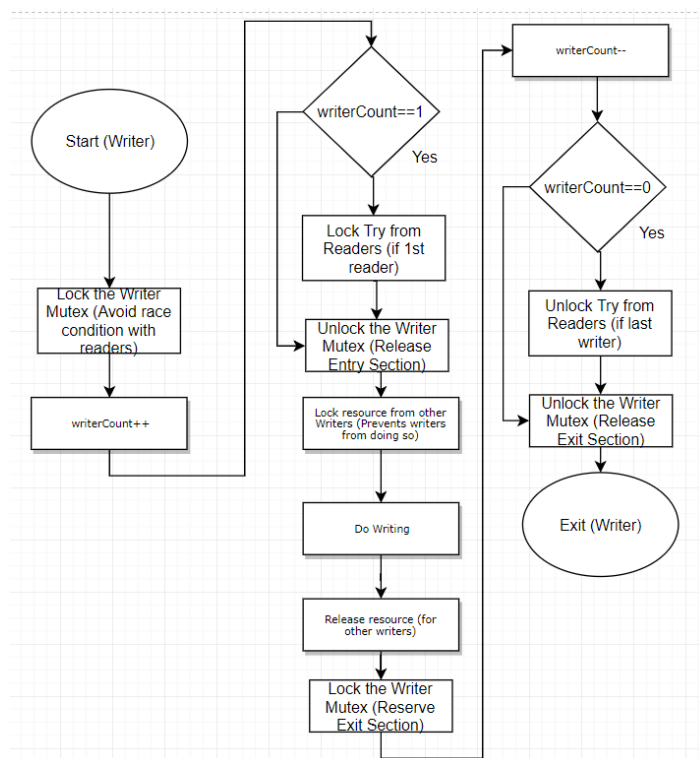 Start (Writer)
Lock the Writer
Mutex (Avoid race
condition with
readers)
writerCount++
writerCount==1
Yes
Lock Try from
Readers (if 1st
reader)
Unlock the Writer
Mutex (Release
Entry Section)
Lock resource from other
Writers (Prevents writers
from doing so)
Do Writing
Release resource (for
other writers)
Lock the Writer
Mutex (Reserve
Exit Section)
writerCount--
writerCount==0
Yes
Unlock Try from
Readers (if last
writer)
Unlock the Writer
Mutex (Release
Exit Section)
Exit (Writer)